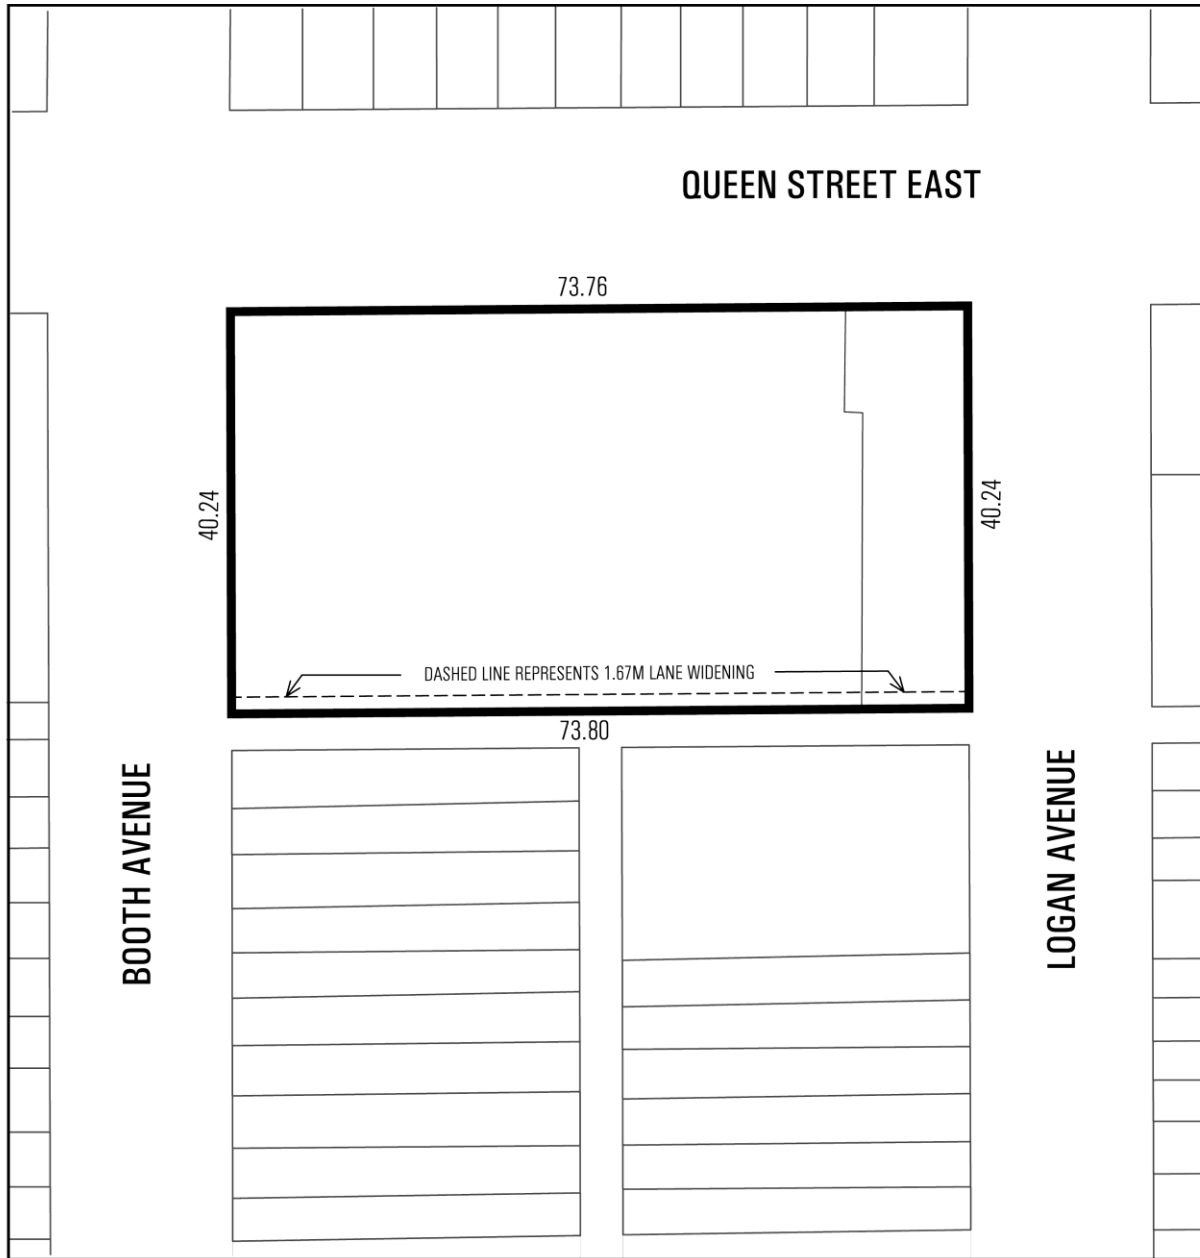 QUEEN STREET EAST
73.76
40.24
40.24
DASHED LINE REPRESENTS 1.67M LANE WIDENING
73.80
BOOTH AVENUE
LOGAN AVENUE